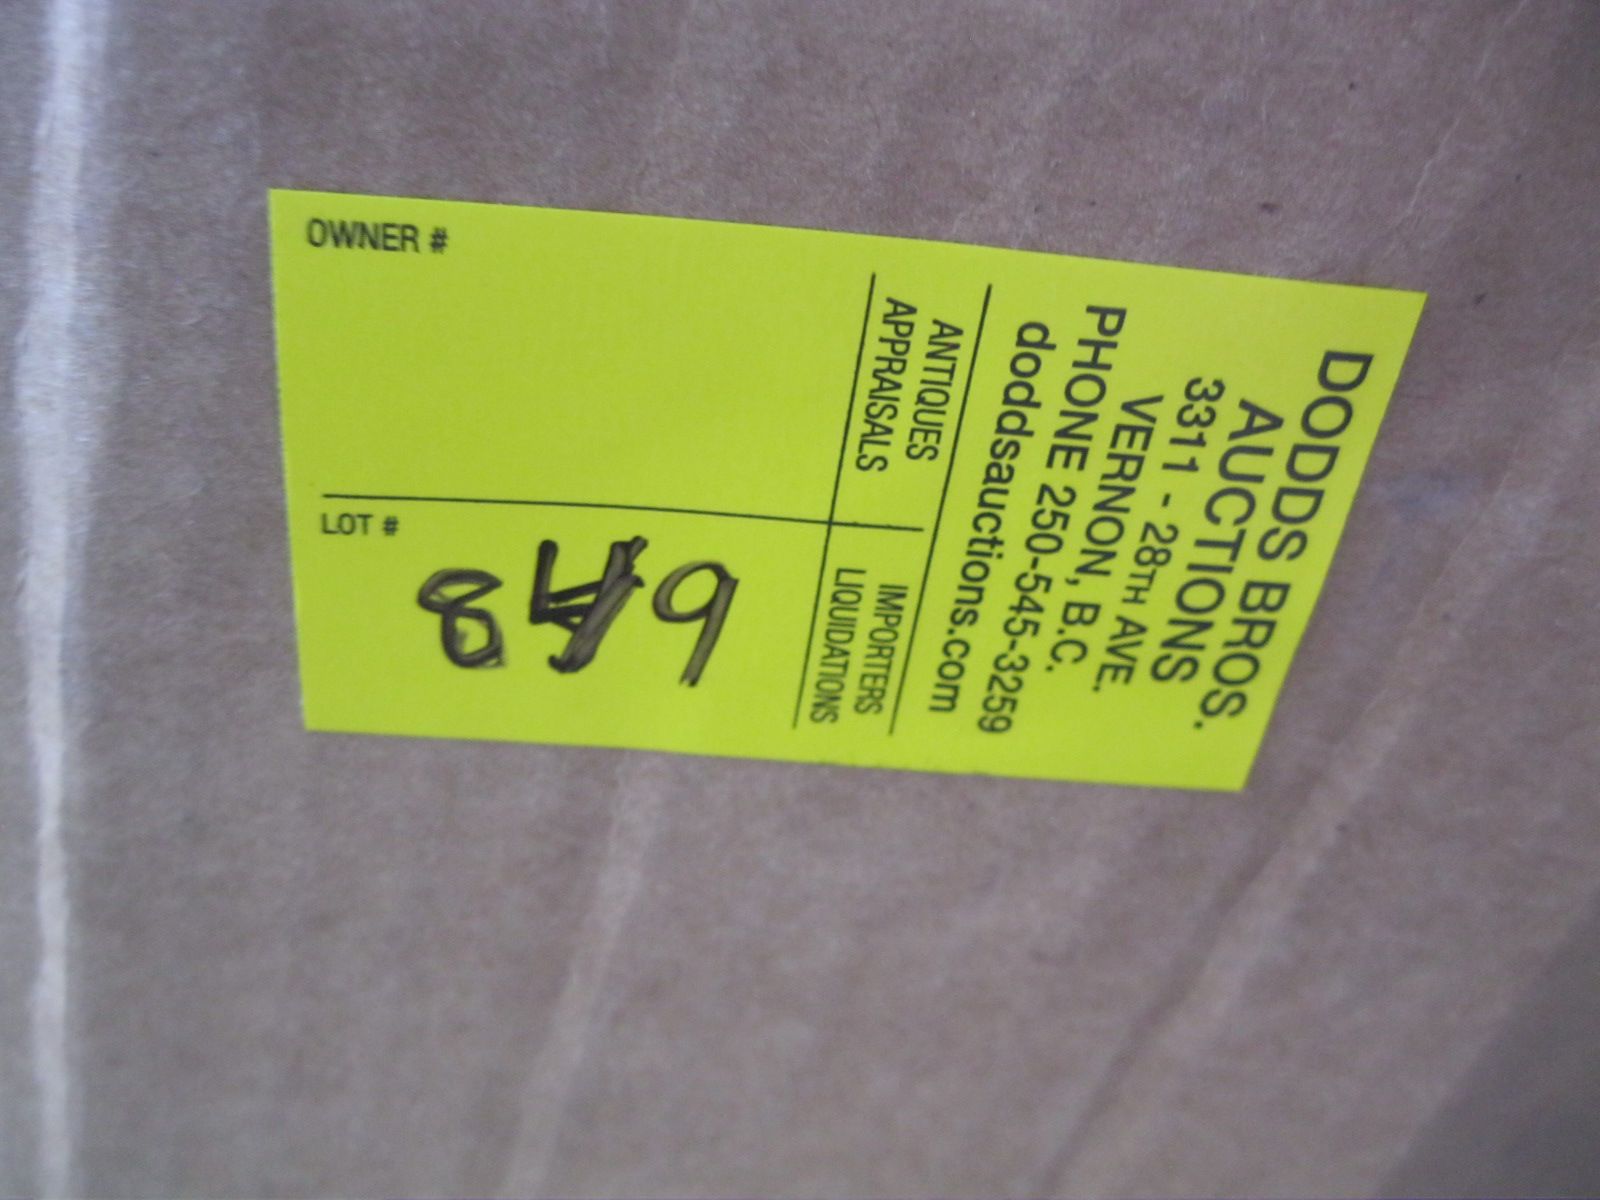 DODDS BROS.
AUCTIONS
3311 - 28TH AVE.
VERNON, B.C.
PHONE 250-545-3259
doddsauctions.com
ANTIQUES
APPRAISALS
IMPORTERS
LIQUIDATIONS
OWNER #
LOT #
849